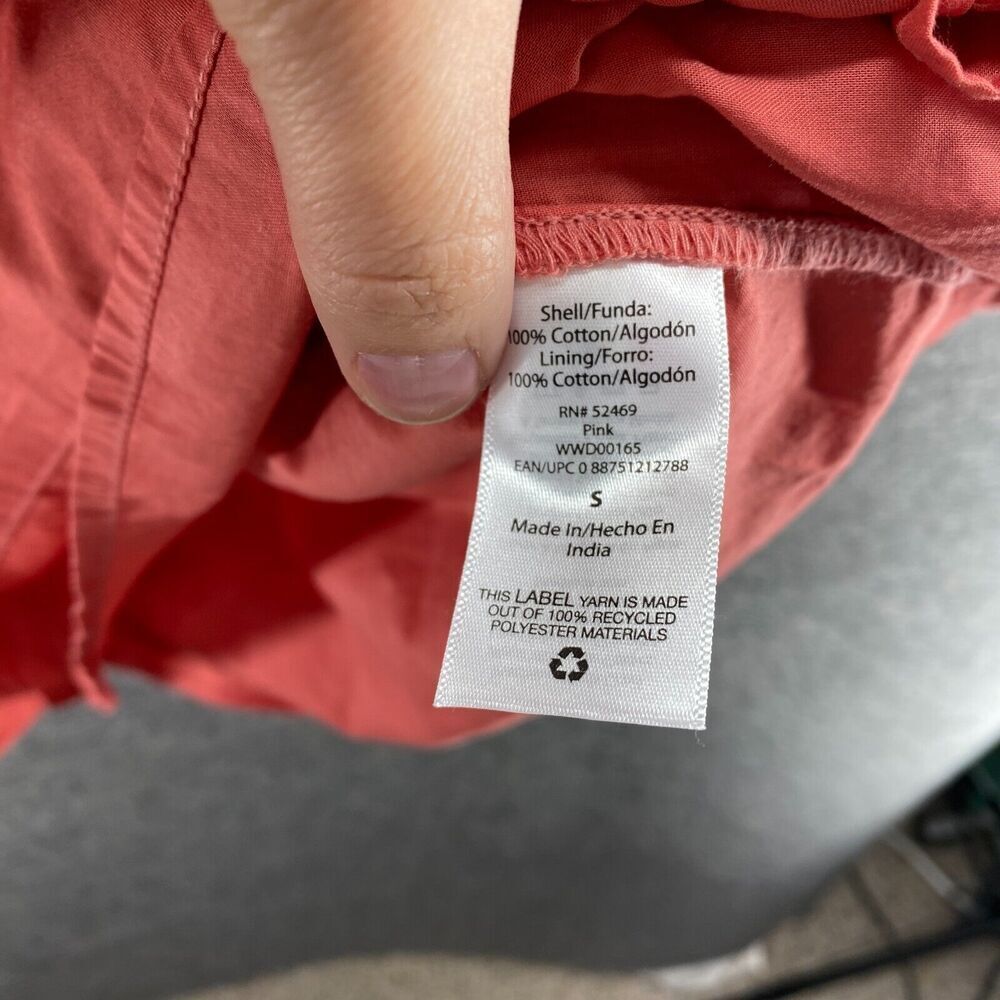 Shell/Funda:
100% Cotton/Algodón
Lining/Forro:
100% Cotton/Algodón
RN# 52469
Pink
WWD00165
EAN/UPC 0 88751212788
S
Made In/Hecho En
India
THIS LABEL YARN IS MADE
OUT OF 100% RECYCLED
POLYESTER MATERIALS